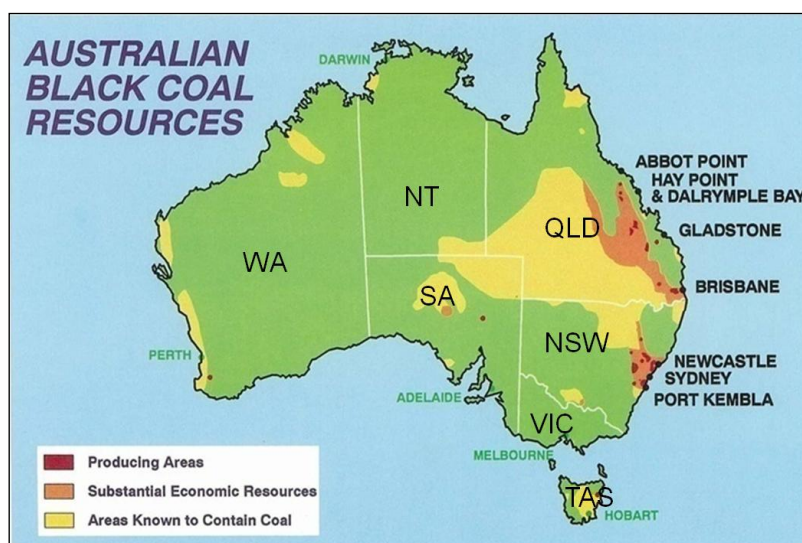 AUSTRALIAN
BLACK COAL
RESOURCES
DARWIN
ABBOT POINT
HAY POINT
& DALRYMPLE BAY
NT
QLD
GLADSTONE
WA
SA
BRISBANE
NSW
PERTH
NEWCASTLE
SYDNEY
ADELAIDE
PORT KEMBLA
VIC
MELBOURNE
Producing Areas
Substantial Economic Resources
Areas Known to Contain Coal
TAS
HOBART